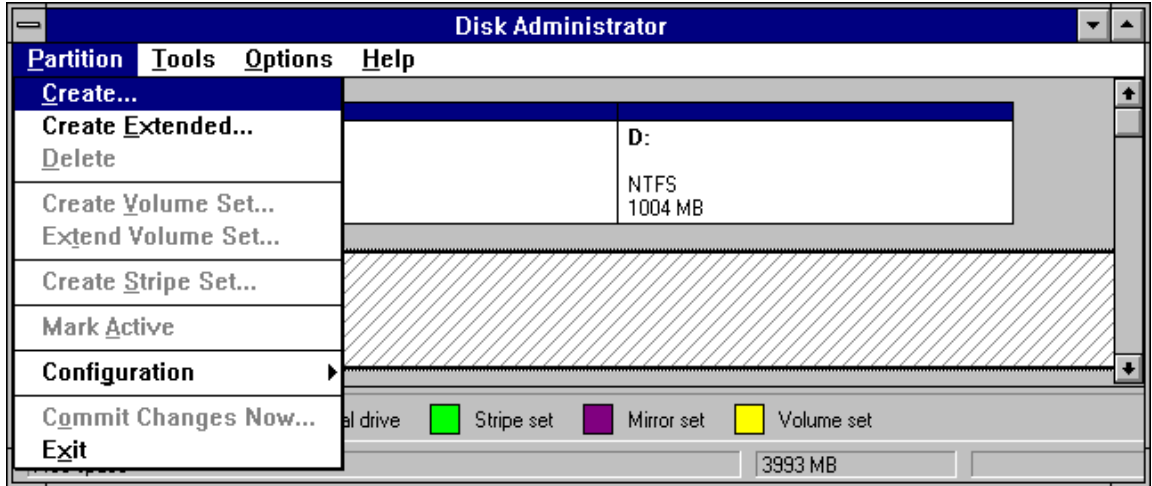 Disk Administrator
Partition Tools Options Help
Create...
Create Extended...
Delete
Create Volume Set...
Extend Volume Set...
Create Stripe Set...
Mark Active
Configuration
Commit Changes Now...
Exit
D:
NTFS
1004 MB
drive Stripe set Mirror set Volume set
3993 MB